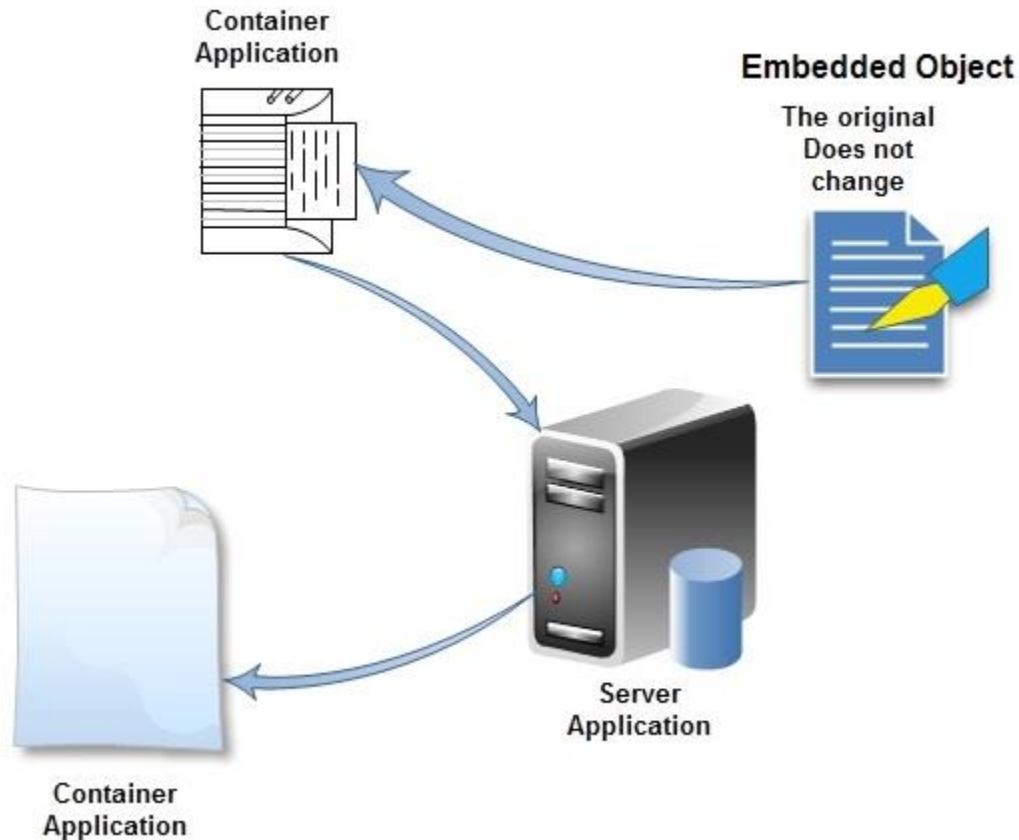 Container
Application
Embedded Object
The original
Does not
change
Server
Application
Container
Application